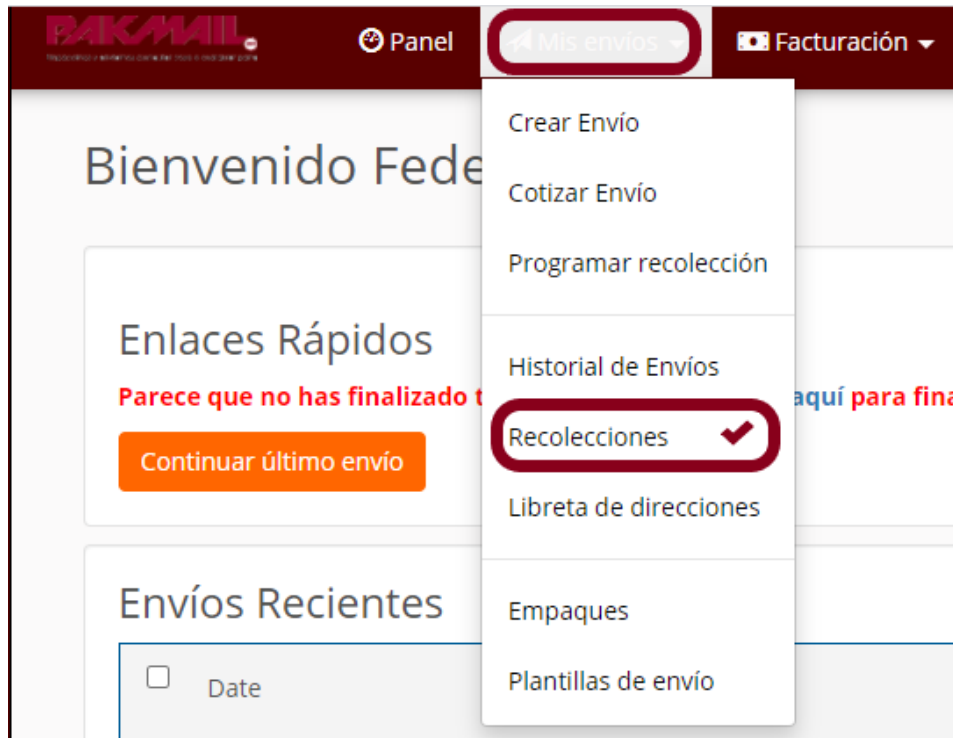 PAKMAIL
Panel
Mis envíos
Facturación
Bienvenido Fede
Crear Envío
Cotizar Envío
Programar recolección
Historial de Envíos
Recolecciones
Libreta de direcciones
Empaques
Plantillas de envío
Enlaces Rápidos
Parece que no has finalizado t
aquí para fina
Continuar último envío
Envíos Recientes
Date